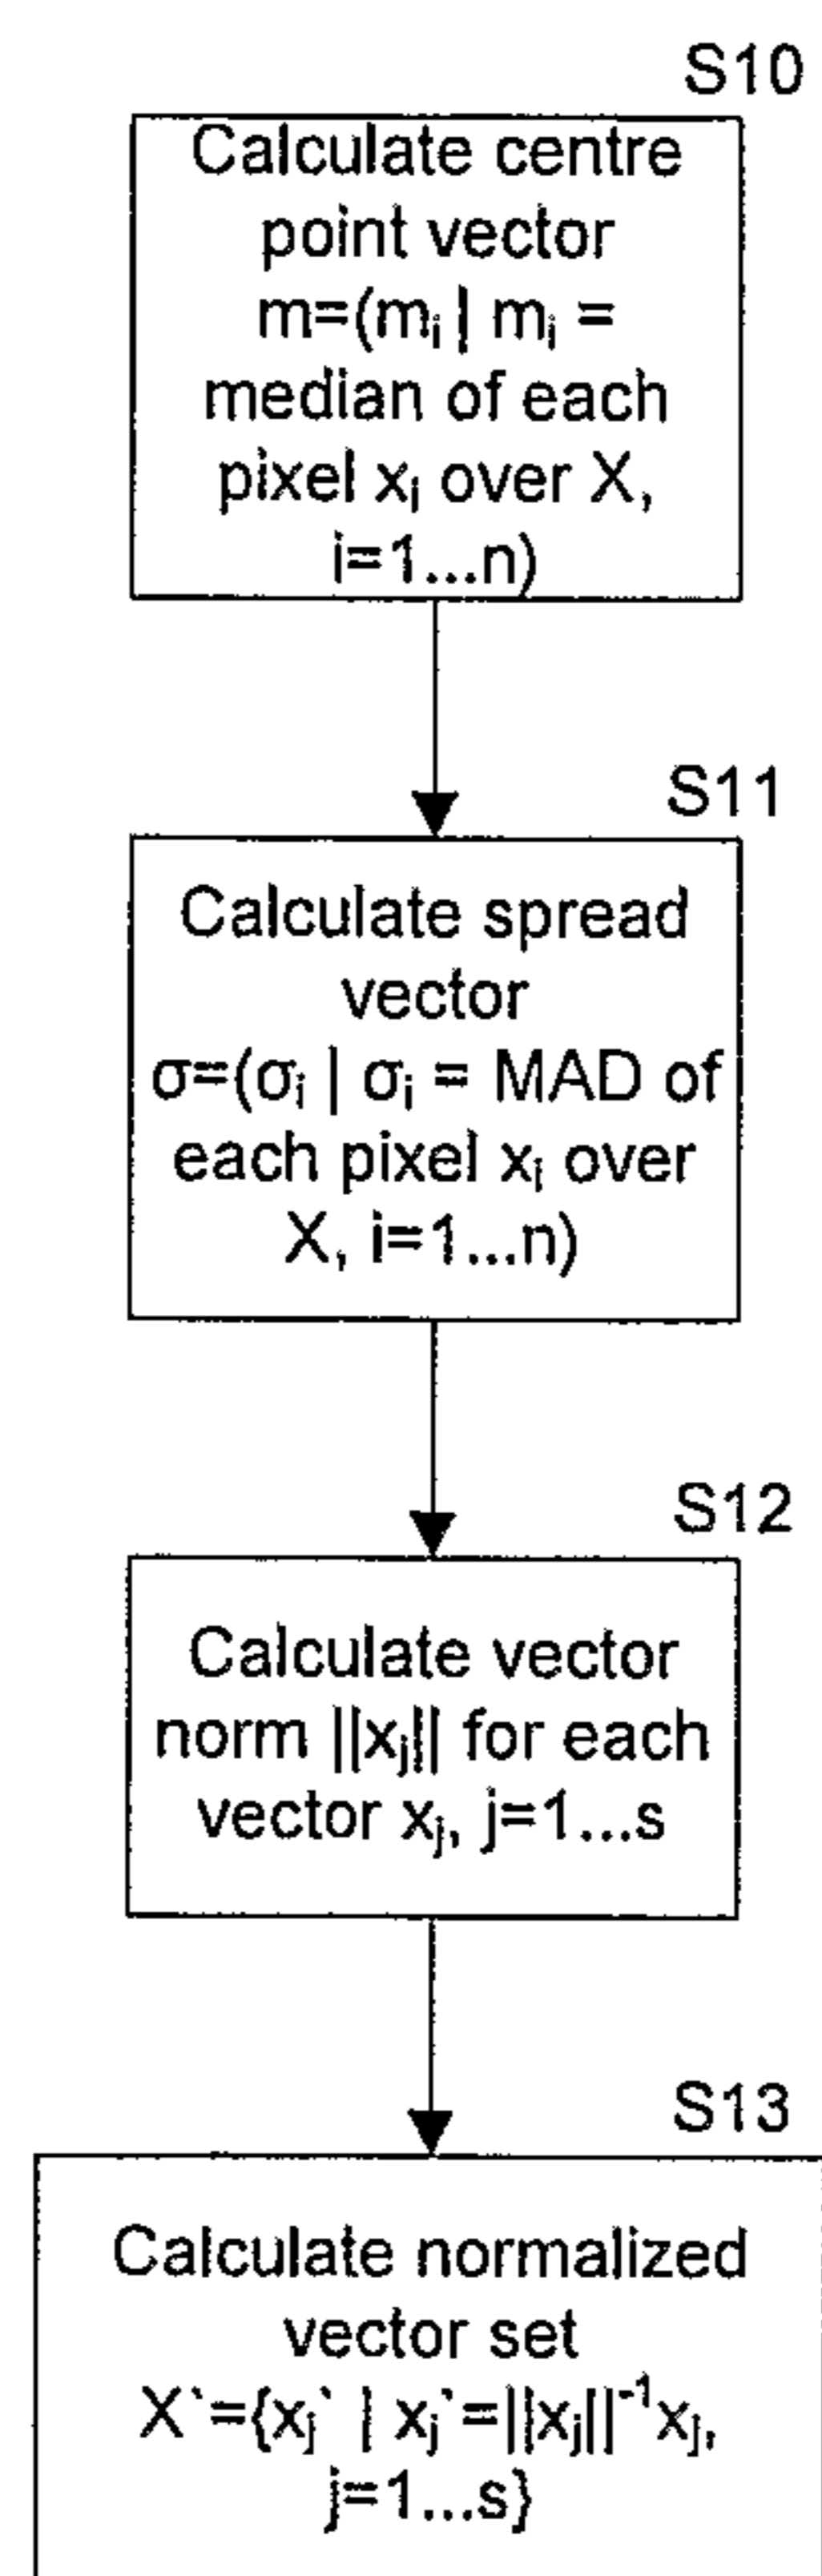 S10
Calculate centre
point vector
m=(mᵢ | mᵢ =
median of each
pixel xᵢ over X,
i=1...n)
S11
Calculate spread
vector
σ=(σᵢ | σᵢ = MAD of
each pixel xᵢ over
X, i=1...n)
S12
Calculate vector
norm ||xⱼ|| for each
vector xⱼ, j=1...s
S13
Calculate normalized
vector set
X`={xⱼ` | xⱼ`=||xⱼ||⁻¹xⱼ,
j=1...s}